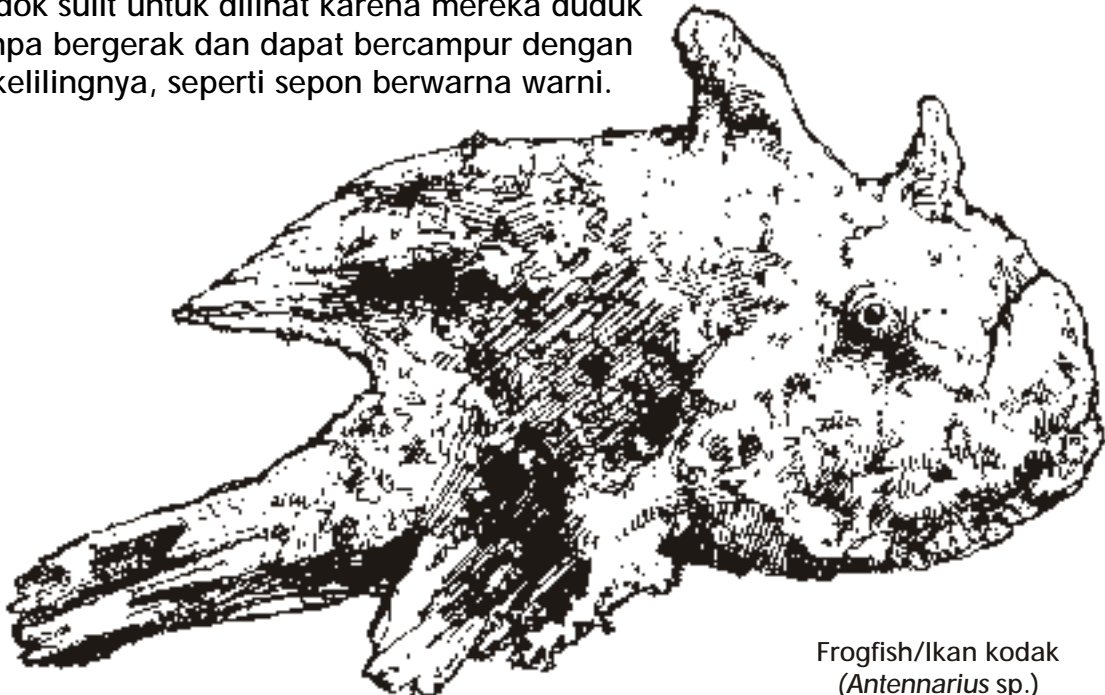 dok sulit untuk dilihat karena mereka duduk
npa bergerak dan dapat bercampur dengan
kelilingnya, seperti sepon berwarna warni.
Frogfish/Ikan kodak
(Antennarius sp.)